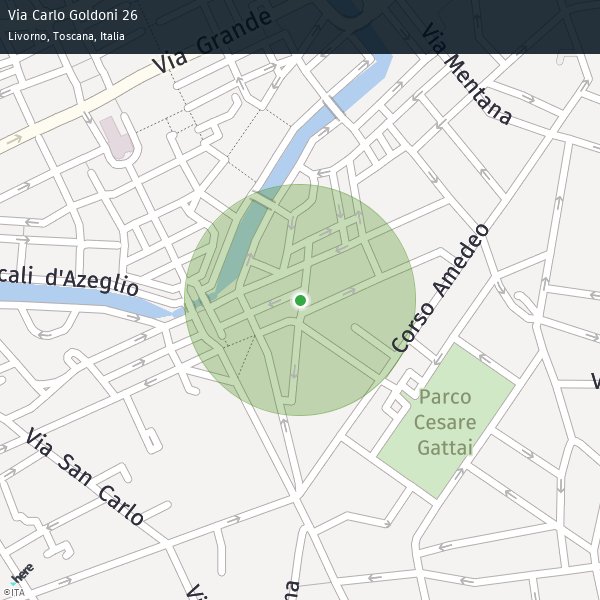 Via Carlo Goldoni 26
Livorno, Toscana, Italia
Via Grande
Via Mentana
cali d'Azeglio
Corso Amedeo
Parco
Cesare
Gattai
Via San Carlo
here
©ITA